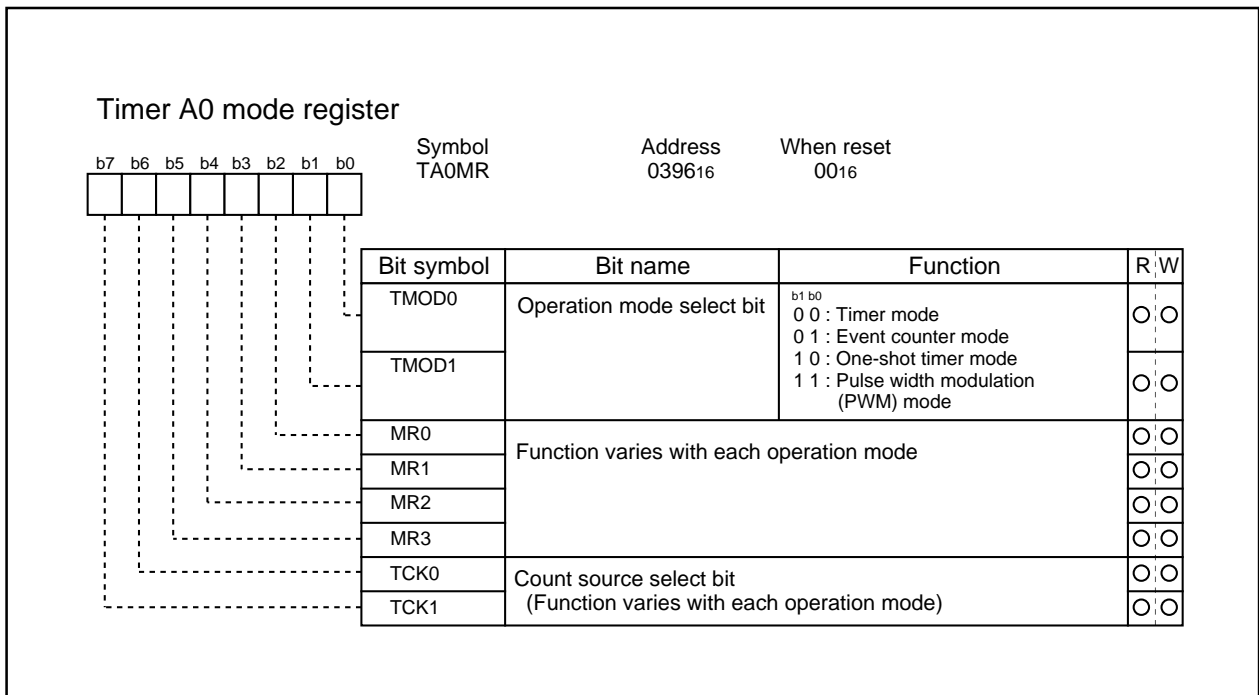 Timer A0 mode register
Symbol Address When reset
TA0MR 039616 0016
b7 b6 b5 b4 b3 b2 b1 b0
Bit symbol Bit name Function R W
TMOD0 Operation mode select bit
b1 b0
0 0 : Timer mode
0 1 : Event counter mode
TMOD1
1 0 : One-shot timer mode
1 1 : Pulse width modulation
(PWM) mode
MR0
Function varies with each operation mode
MR1
MR2
MR3
TCK0
Count source select bit
(Function varies with each operation mode)
TCK1